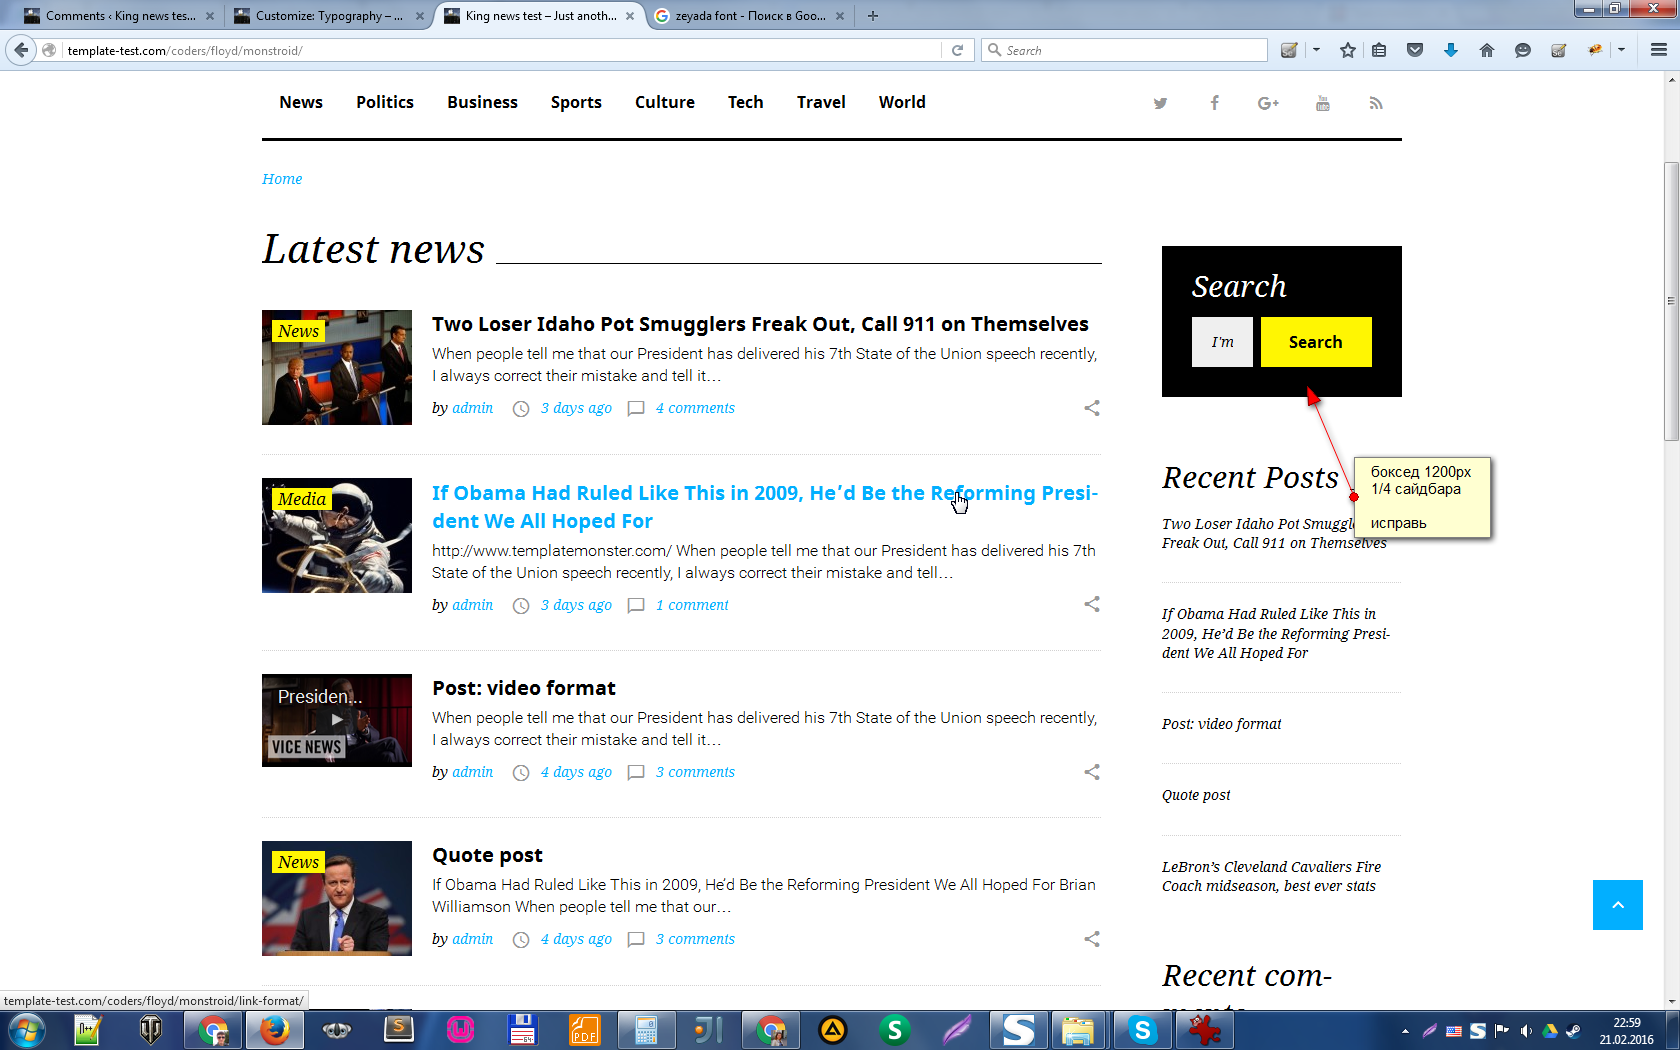 Comments ‹ King news tes...
Customize: Typography – ...
King news test – Just anoth...
zeyada font - Поиск в Goo...
template-test.com/coders/floyd/monstroid/
Search
News
Politics
Business
Sports
Culture
Tech
Travel
World
Home
Latest news
News
Two Loser Idaho Pot Smugglers Freak Out, Call 911 on Themselves
When people tell me that our President has delivered his 7th State of the Union speech recently,
I always correct their mistake and tell it…
by admin
3 days ago
4 comments
Media
If Obama Had Ruled Like This in 2009, He’d Be the Reforming Presi-
dent We All Hoped For
http://www.templatemonster.com/ When people tell me that our President has delivered his 7th
State of the Union speech recently, I always correct their mistake and tell…
by admin
3 days ago
1 comment
Presiden...
VICE NEWS
Post: video format
When people tell me that our President has delivered his 7th State of the Union speech recently,
I always correct their mistake and tell it…
by admin
4 days ago
3 comments
News
Quote post
If Obama Had Ruled Like This in 2009, He’d Be the Reforming President We All Hoped For Brian
Williamson When people tell me that our…
by admin
4 days ago
3 comments
Search
I'm
Search
боксед 1200px
1/4 сайдбара
исправь
Recent Posts
Two Loser Idaho Pot Smuggle
Freak Out, Call 911 on Themselves
If Obama Had Ruled Like This in
2009, He’d Be the Reforming Presi-
dent We All Hoped For
Post: video format
Quote post
LeBron’s Cleveland Cavaliers Fire
Coach midseason, best ever stats
Recent com-
template-test.com/coders/floyd/monstroid/link-format/
22:59
21.02.2016